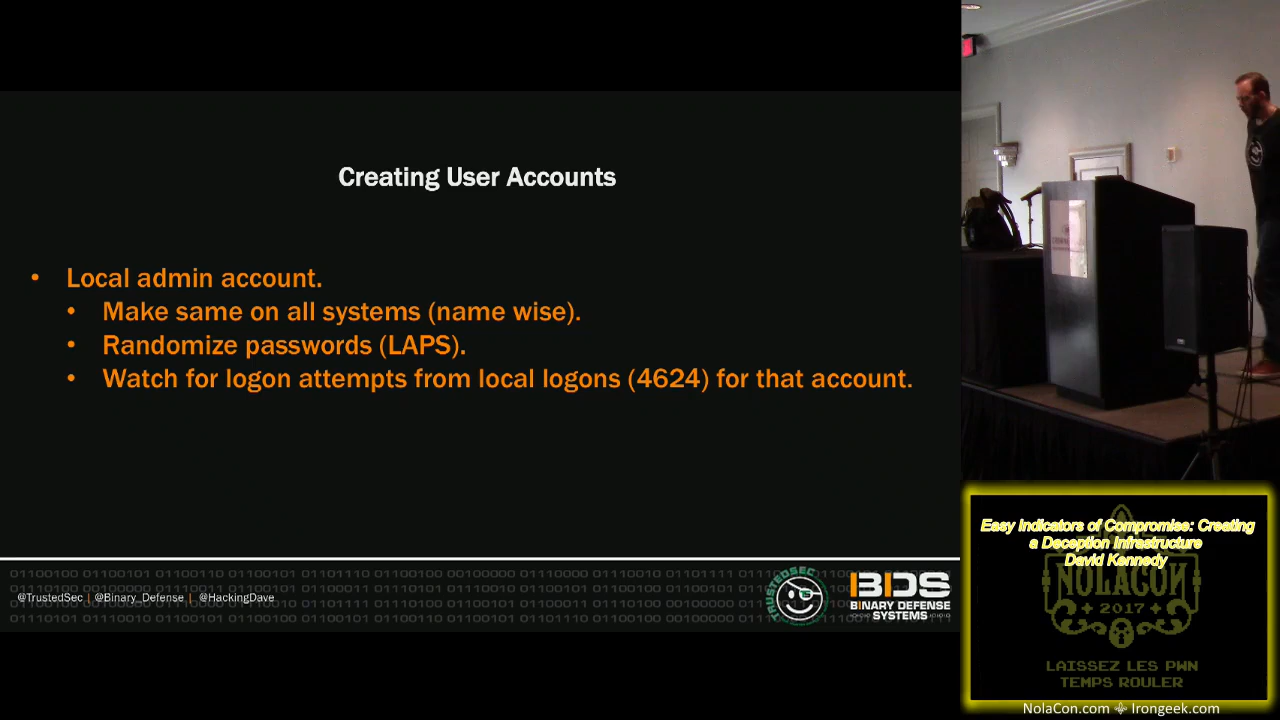 Creating User Accounts
• Local admin account.
• Make same on all systems (name wise).
• Randomize passwords (LAPS).
• Watch for logon attempts from local logons (4624) for that account.
@TrustedSec | @Binary_Defense | @HackingDave
TRUSTEDSEC
BDS
BINARY DEFENSE
SYSTEMS
Easy Indicators of Compromise: Creating
a Deception Infrastructure
David Kennedy
NOLACON
2017
LAISSEZ LES PWN
TEMPS ROULER
NolaCon.com ⚜ Irongeek.com